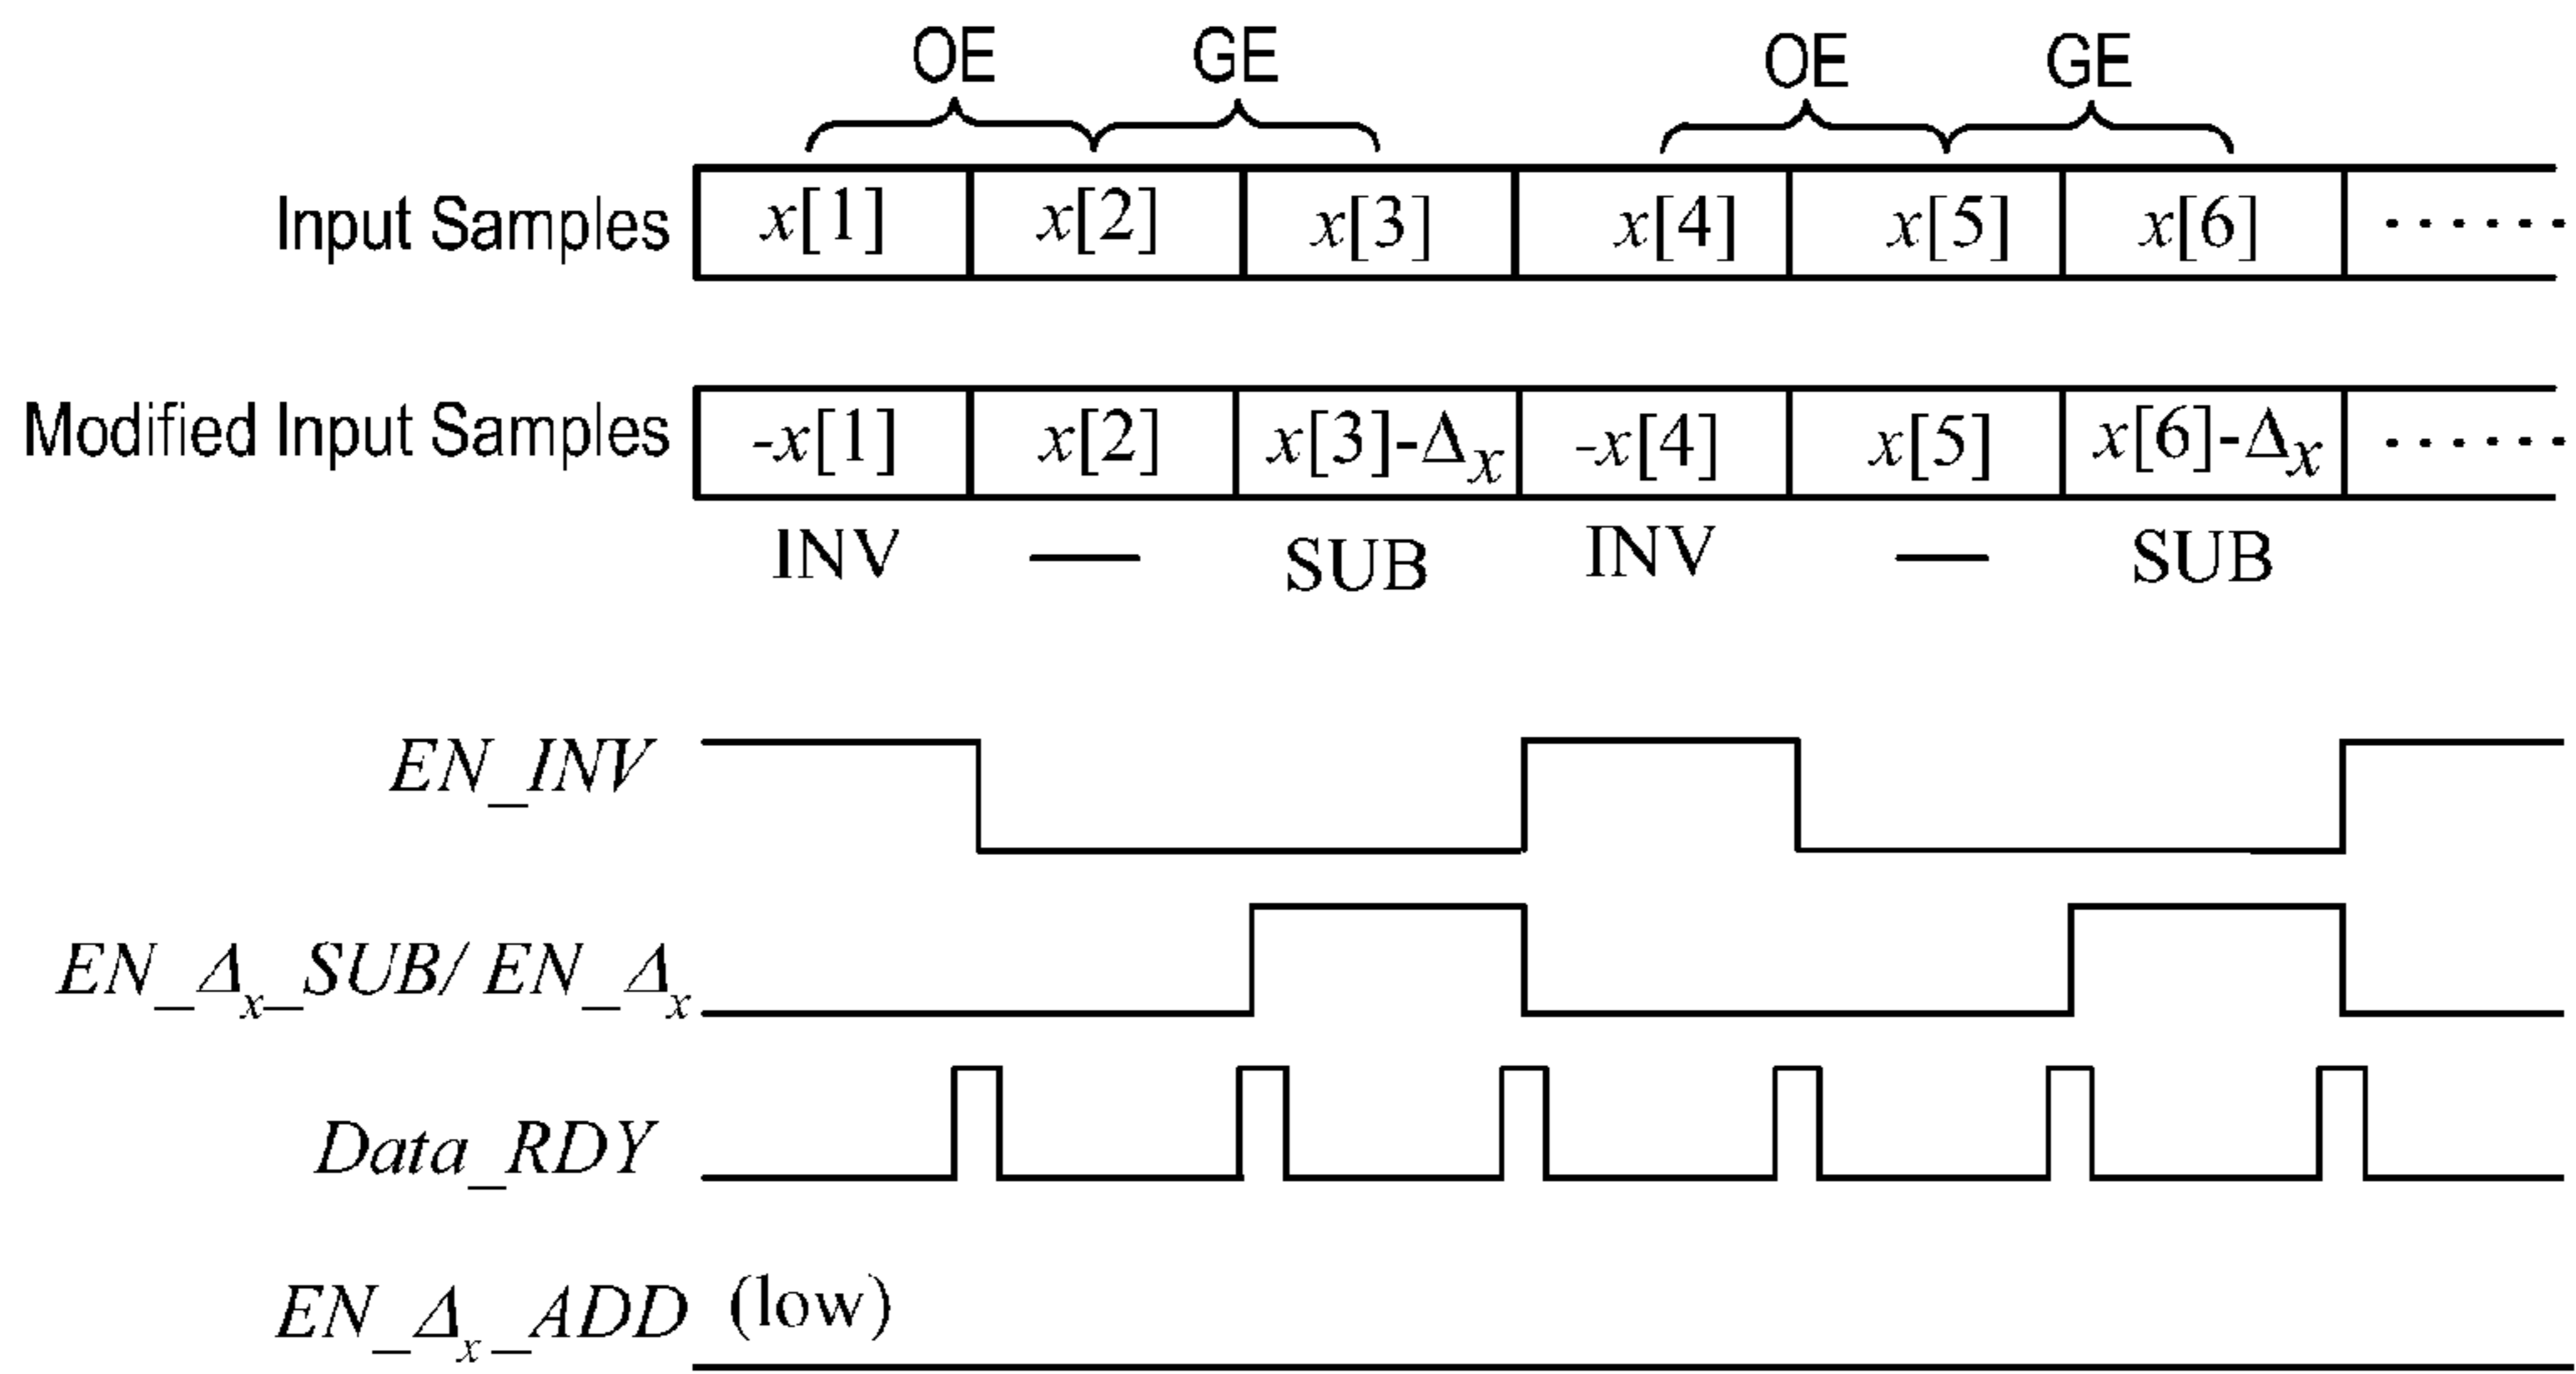 OE GE OE GE
Input Samples x[1] x[2] x[3] x[4] x[5] x[6] ······
Modified Input Samples -x[1] x[2] x[3]-Δx -x[4] x[5] x[6]-Δx ······
INV — SUB INV — SUB
EN_INV
EN_Δx_SUB/ EN_Δx
Data_RDY
EN_Δx_ADD (low)